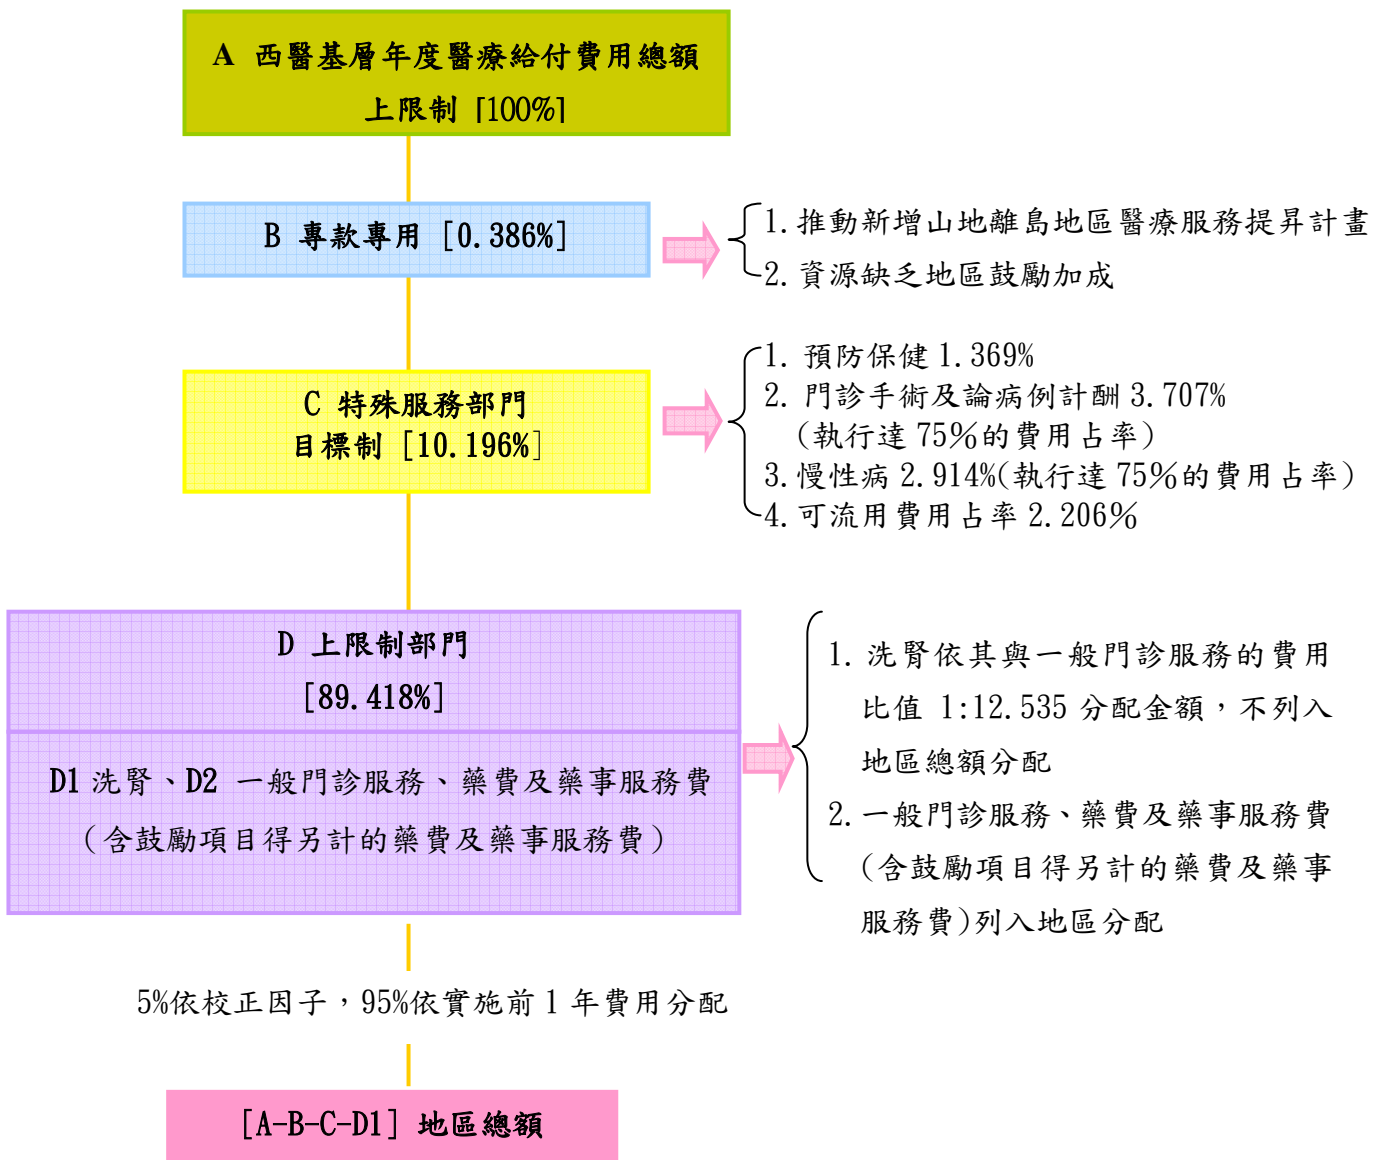 A 西醫基層年度醫療給付費用總額
上限制 [100%]
B 專款專用 [0.386%]
1.推動新增山地離島地區醫療服務提昇計畫
2.資源缺乏地區鼓勵加成
C 特殊服務部門
目標制 [10.196%]
1. 預防保健 1.369%
2. 門診手術及論病例計酬 3.707%
(執行達 75%的費用占率)
3.慢性病 2.914%(執行達 75%的費用占率)
4.可流用費用占率 2.206%
D 上限制部門
[89.418%]
D1 洗腎、D2 一般門診服務、藥費及藥事服務費
(含鼓勵項目得另計的藥費及藥事服務費)
1. 洗腎依其與一般門診服務的費用
比值 1:12.535 分配金額，不列入
地區總額分配
2.一般門診服務、藥費及藥事服務費
(含鼓勵項目得另計的藥費及藥事
服務費)列入地區分配
5%依校正因子，95%依實施前 1 年費用分配
[A-B-C-D1] 地區總額